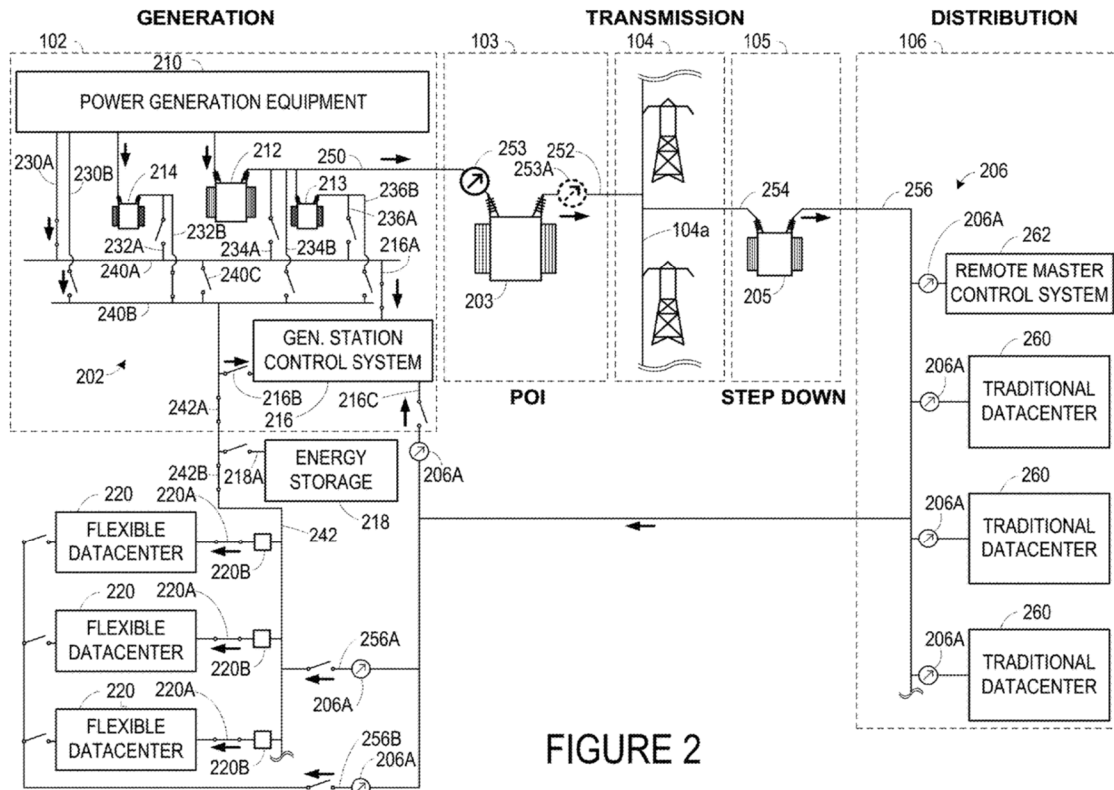 GENERATION
TRANSMISSION
DISTRIBUTION
102
103
104
105
106
210
POWER GENERATION EQUIPMENT
230A
230B
214
212
250
213
236B
236A
253
253A
252
254
256
206
206A
262
REMOTE MASTER
CONTROL SYSTEM
232A
232B
234A
234B
216A
240A
240C
240B
203
104a
205
GEN. STATION
CONTROL SYSTEM
202
216B
216
216C
POI
STEP DOWN
260
206A
TRADITIONAL
DATACENTER
242A
218A
ENERGY
STORAGE
206A
242B
218
242
260
206A
TRADITIONAL
DATACENTER
220
220A
FLEXIBLE
DATACENTER
220B
220
220A
FLEXIBLE
DATACENTER
220B
256A
206A
260
206A
TRADITIONAL
DATACENTER
220
220A
FLEXIBLE
DATACENTER
220B
256B
206A
FIGURE 2